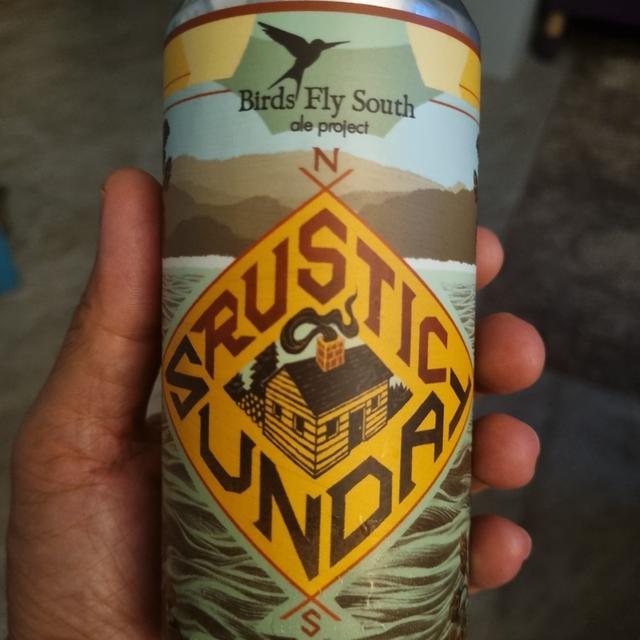 Birds Fly South
ale project
N
RUSTIC
SUNDAY
S